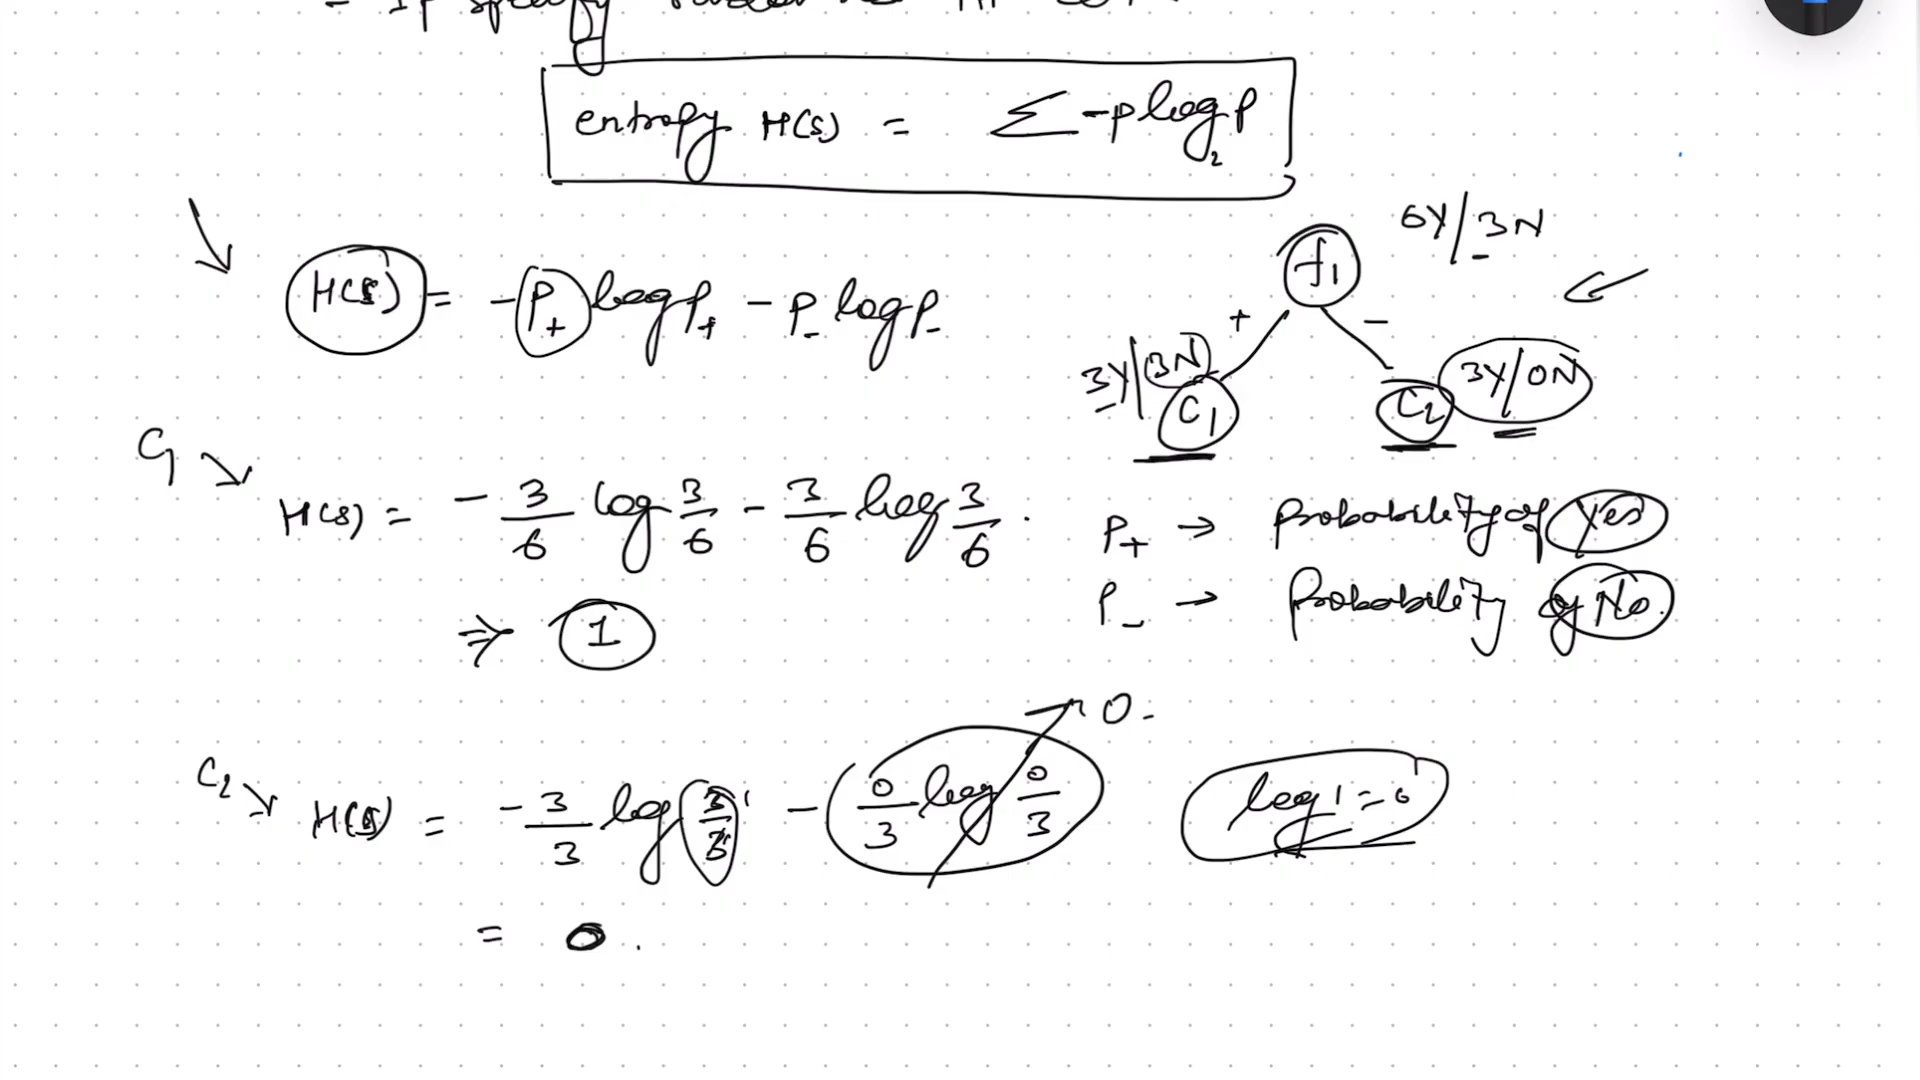 - It specify
entropy H(S) = Σ -p log₂ p
6Y/3N
f₁
H(S) = -P₊ log P₊ - P₋ log P₋
+ -
3Y/3N 3Y/0N
C₁ C₂
C₁
H(S) = - 3/6 log 3/6 - 3/6 log 3/6 .
P₊ → Probability of Yes
P₋ → Probability of No.
⇒ 1
0.
C₂ H(S) = - 3/3 log 3/3 ' - 0/3 log 0/3
log 1 = 0
= 0 .